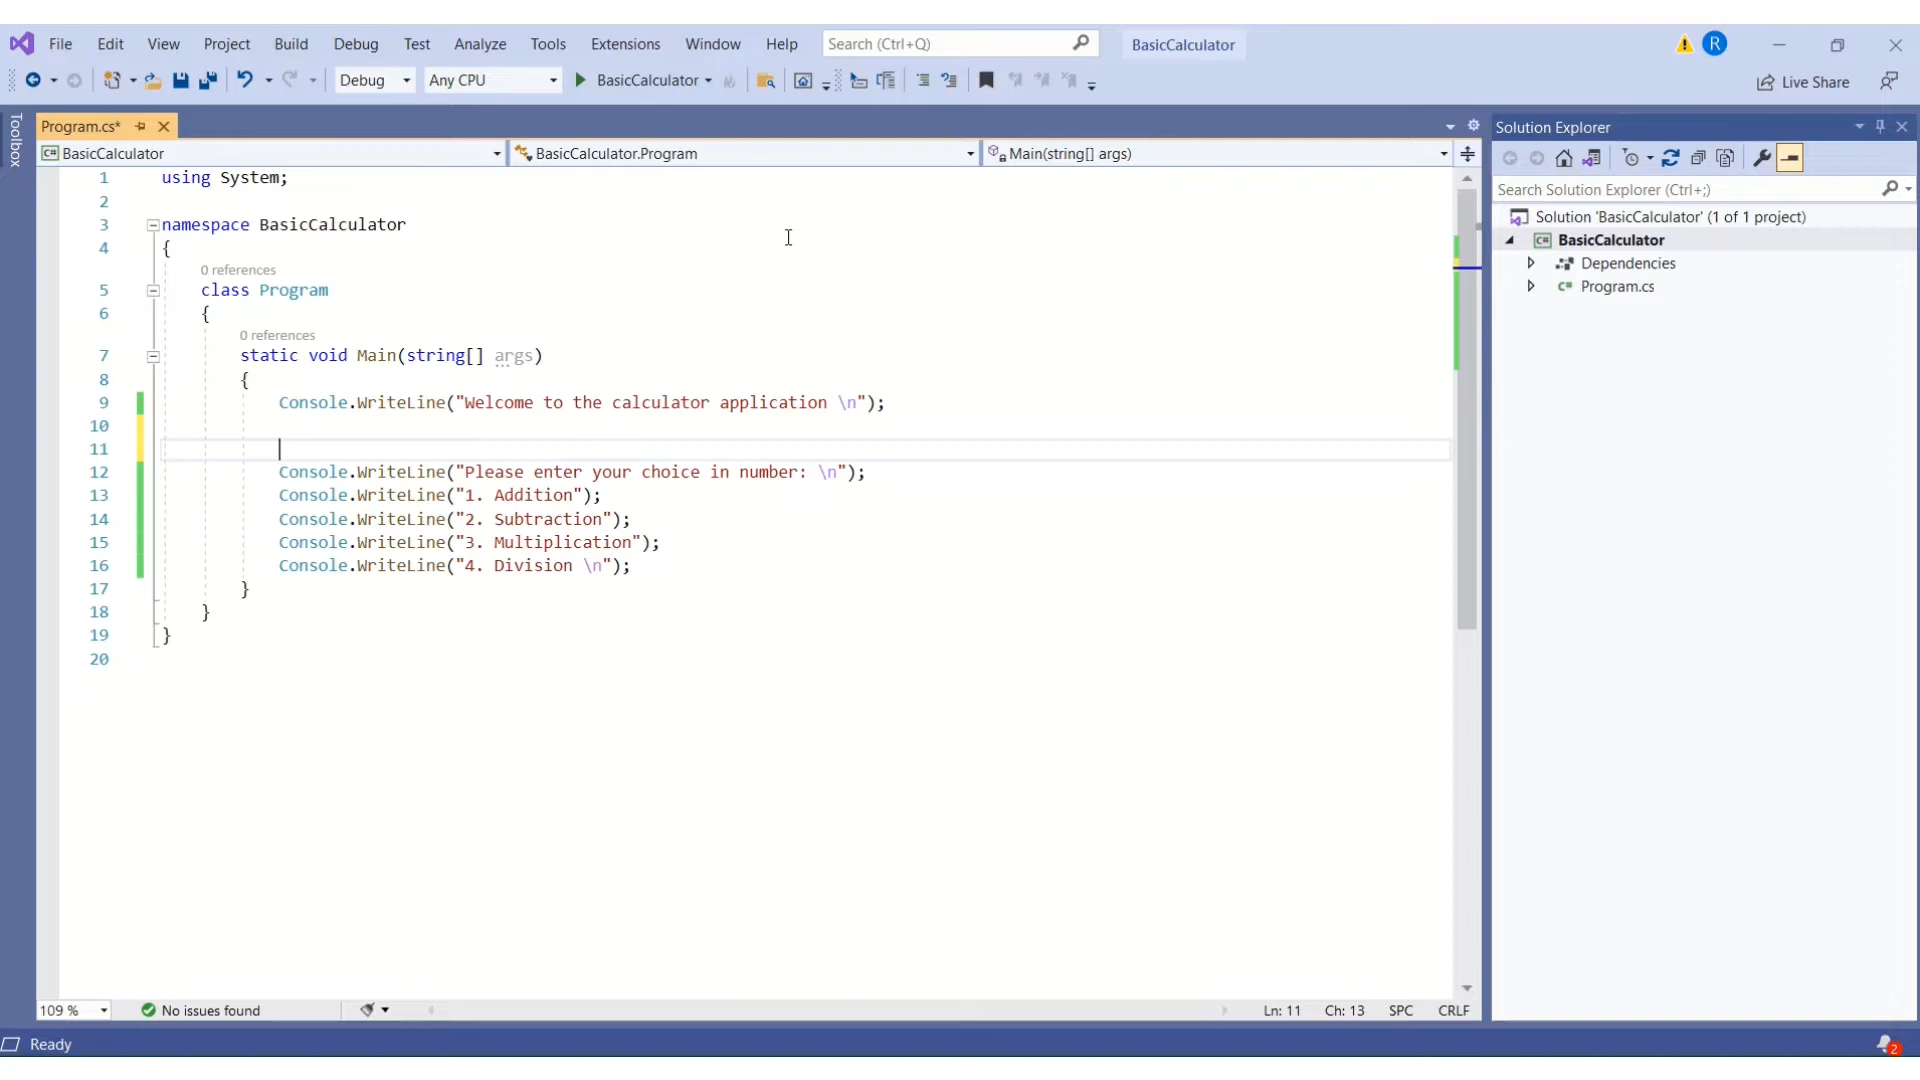 File Edit View Project Build Debug Test Analyze Tools Extensions Window Help Search (Ctrl+Q) BasicCalculator R
Debug Any CPU BasicCalculator Live Share
Toolbox
Program.cs*
BasicCalculator BasicCalculator.Program Main(string[] args)
1 using System;
2
3 namespace BasicCalculator
4 {
0 references
5 class Program
6 {
0 references
7 static void Main(string[] args)
8 {
9 Console.WriteLine("Welcome to the calculator application \n");
10
11
12 Console.WriteLine("Please enter your choice in number: \n");
13 Console.WriteLine("1. Addition");
14 Console.WriteLine("2. Subtraction");
15 Console.WriteLine("3. Multiplication");
16 Console.WriteLine("4. Division \n");
17 }
18 }
19 }
20
109 % No issues found Ln: 11 Ch: 13 SPC CRLF
Solution Explorer
Search Solution Explorer (Ctrl+;)
Solution 'BasicCalculator' (1 of 1 project)
C# BasicCalculator
Dependencies
C# Program.cs
Ready 2